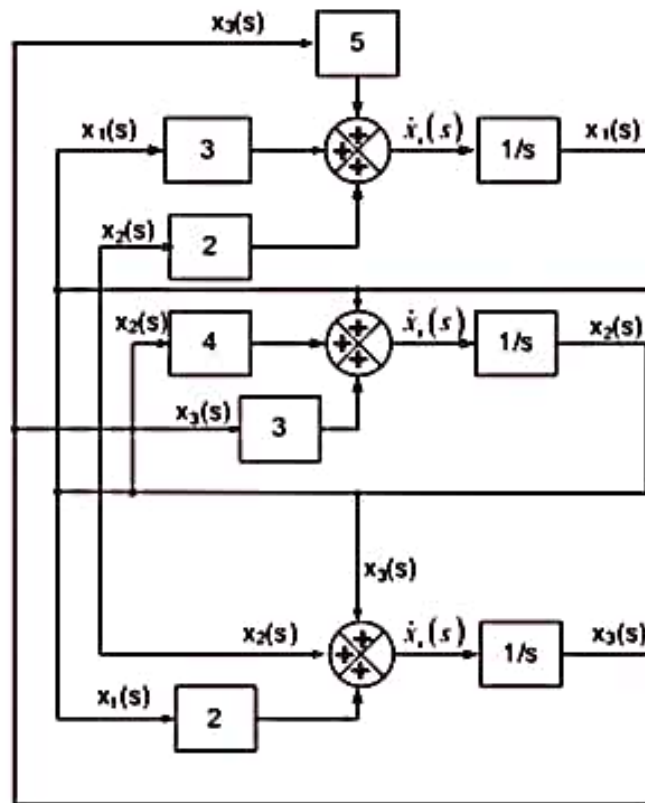 x₃(s)
5
x₁(s)
3
+ + +
ẋ (s)
1/s
x₁(s)
x₂(s)
2
x₂(s)
4
+ + +
ẋ (s)
1/s
x₂(s)
x₃(s)
3
x₃(s)
x₂(s)
+ + +
ẋ (s)
1/s
x₃(s)
x₁(s)
2